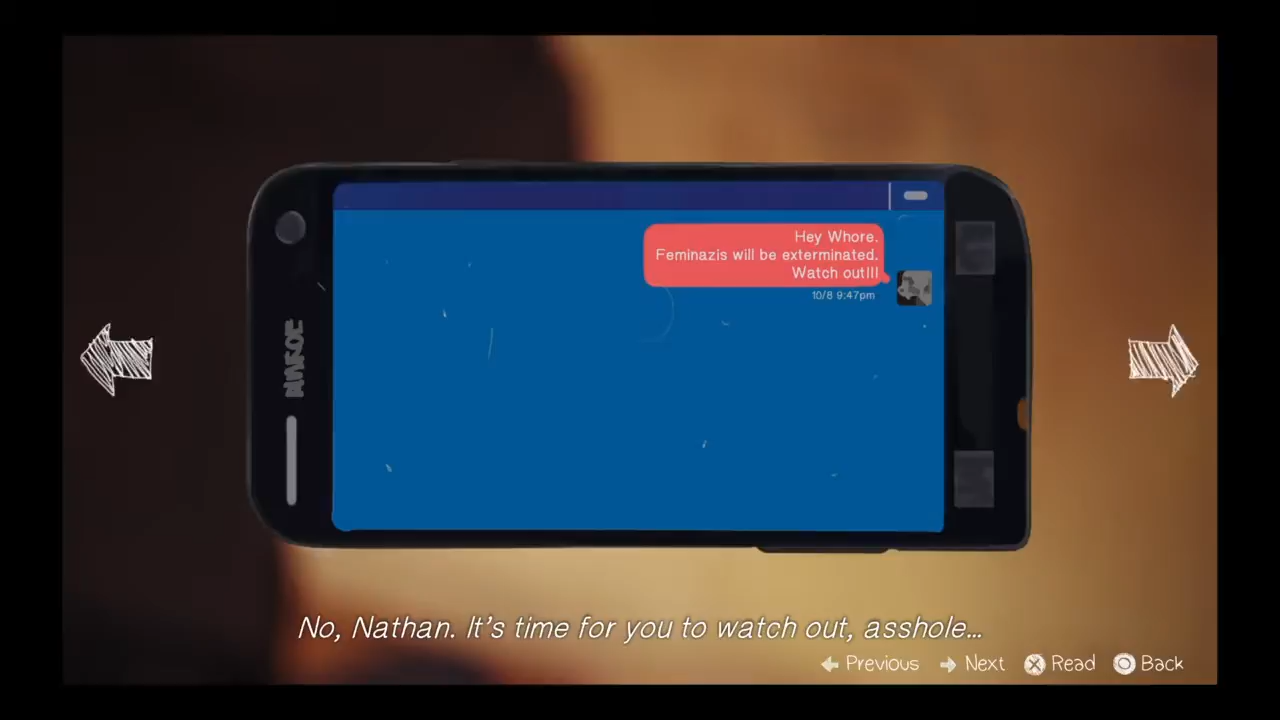 Hey Whore.
Feminazis will be exterminated.
Watch out!!!
10/8 9:47pm
No, Nathan. It's time for you to watch out, asshole...
Previous Next Read Back